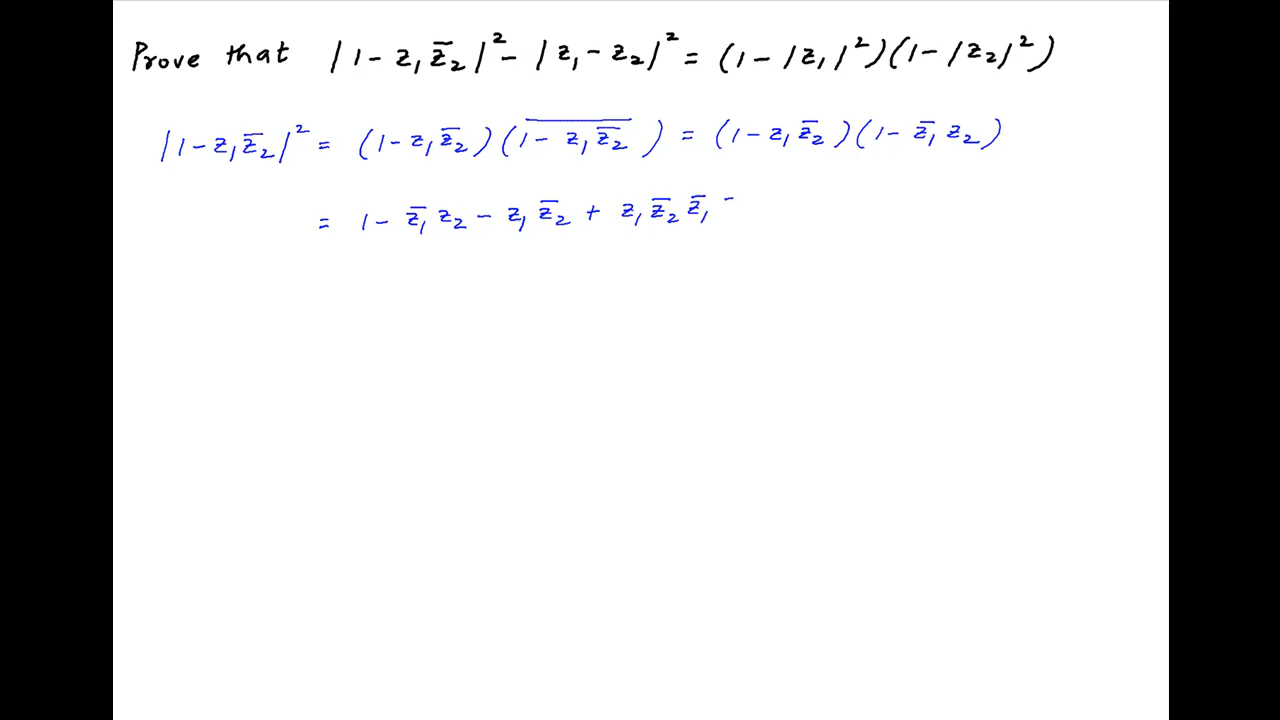 Prove that |1 - z₁z̄₂|² - |z₁ - z₂|² = (1 - |z₁|²)(1 - |z₂|²)
|1 - z₁z̄₂|² = (1 - z₁z̄₂)(\overline{1 - z₁z̄₂}) = (1 - z₁z̄₂)(1 - z̄₁z₂)
= 1 - z̄₁z₂ - z₁z̄₂ + z₁z̄₂z̄₁